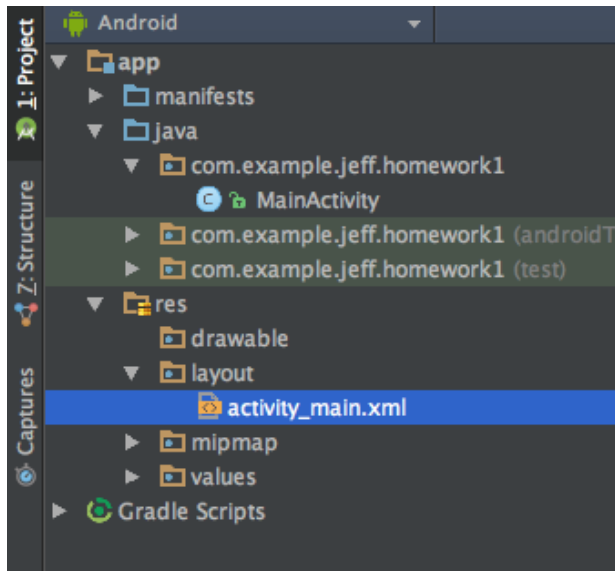 Android
app
manifests
java
com.example.jeff.homework1
MainActivity
com.example.jeff.homework1 (androidT
com.example.jeff.homework1 (test)
res
drawable
layout
activity_main.xml
mipmap
values
Gradle Scripts
1: Project
7: Structure
Captures